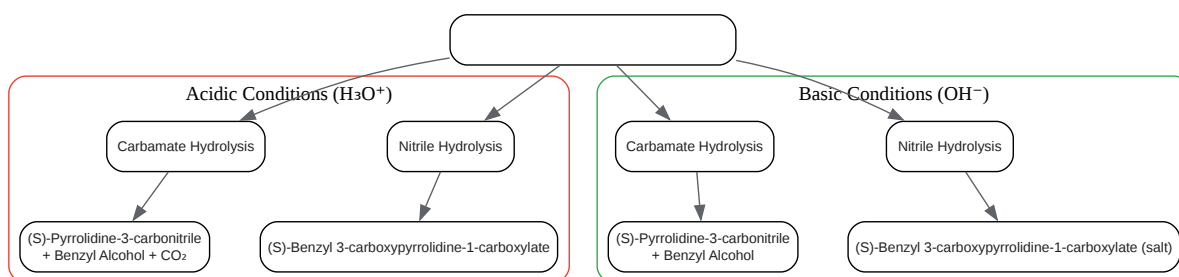 Acidic Conditions (H₃O⁺)
Basic Conditions (OH⁻)
Carbamate Hydrolysis
Nitrile Hydrolysis
Carbamate Hydrolysis
Nitrile Hydrolysis
(S)-Pyrrolidine-3-carbonitrile
+ Benzyl Alcohol + CO₂
(S)-Benzyl 3-carboxypyrrolidine-1-carboxylate
(S)-Pyrrolidine-3-carbonitrile
+ Benzyl Alcohol
(S)-Benzyl 3-carboxypyrrolidine-1-carboxylate (salt)